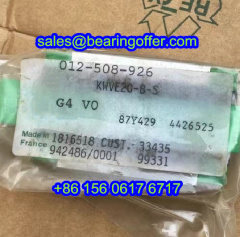 sales@bearingoffer.com
012-508-926
KWVE20-B-S
G4 V0
87Y429 4426525
Made in 1816518 CUST.- 33435
France 942486/0001 99331
+86 156 0617 6717